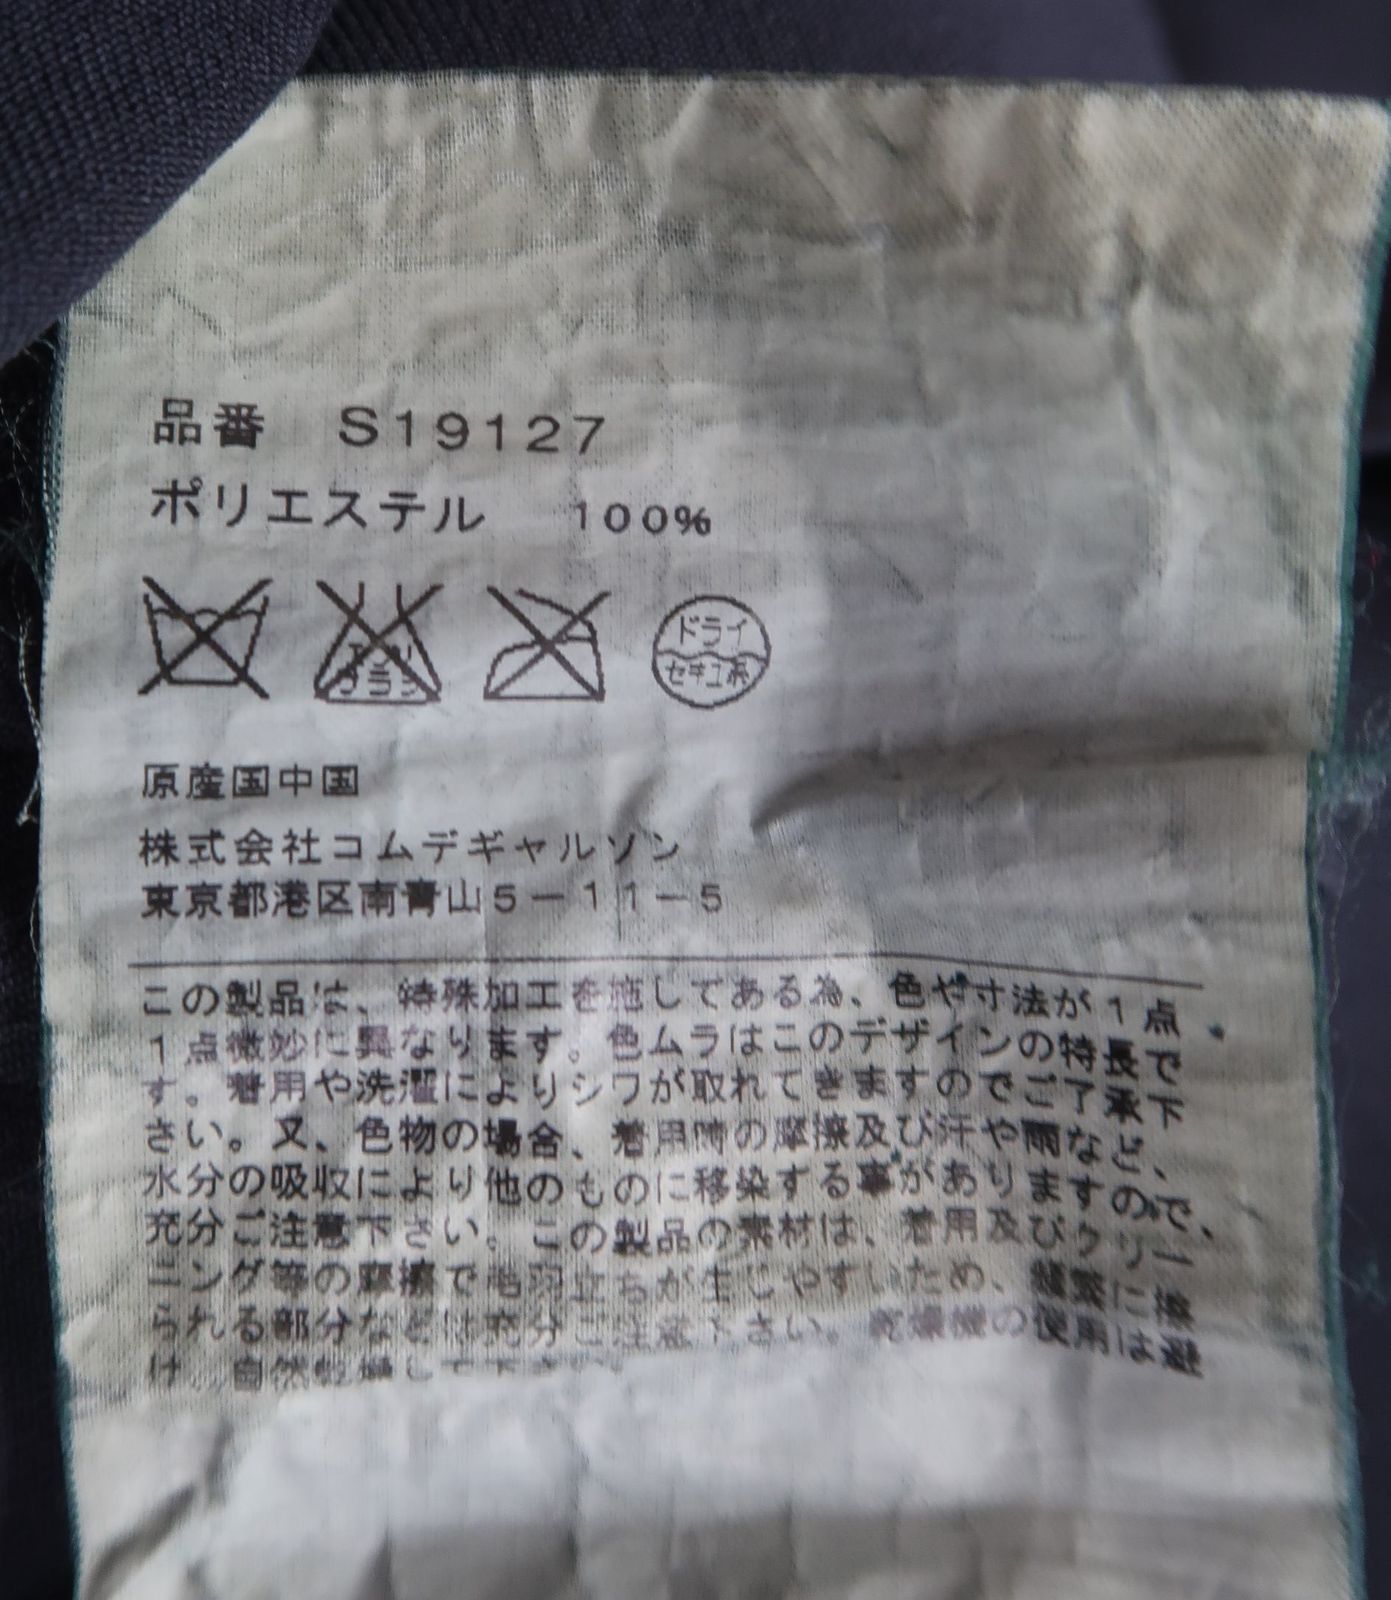 品番 S19127
ポリエステル 100%
エンソ
サラシ
ドライ
セキユ系
原産国中国
株式会社コムデギャルソン
東京都港区南青山5-11-5
この製品は、特殊加工を施してある為、色や寸法が1点
1点微妙に異なります。色ムラはこのデザインの特長で
す。着用や洗濯によりシワが取れてきますのでご了承下
さい。又、色物の場合、着用時の摩擦及び汗や雨など、
水分の吸収により他のものに移染する事がありますので、
充分ご注意下さい。この製品の素材は、着用及びクリー
ニング等の摩擦で毛羽立ちが生じやすいため、頻繁に擦
られる部分などは充分ご注意下さい。乾燥機の使用は避
け、自然乾燥して下さい。